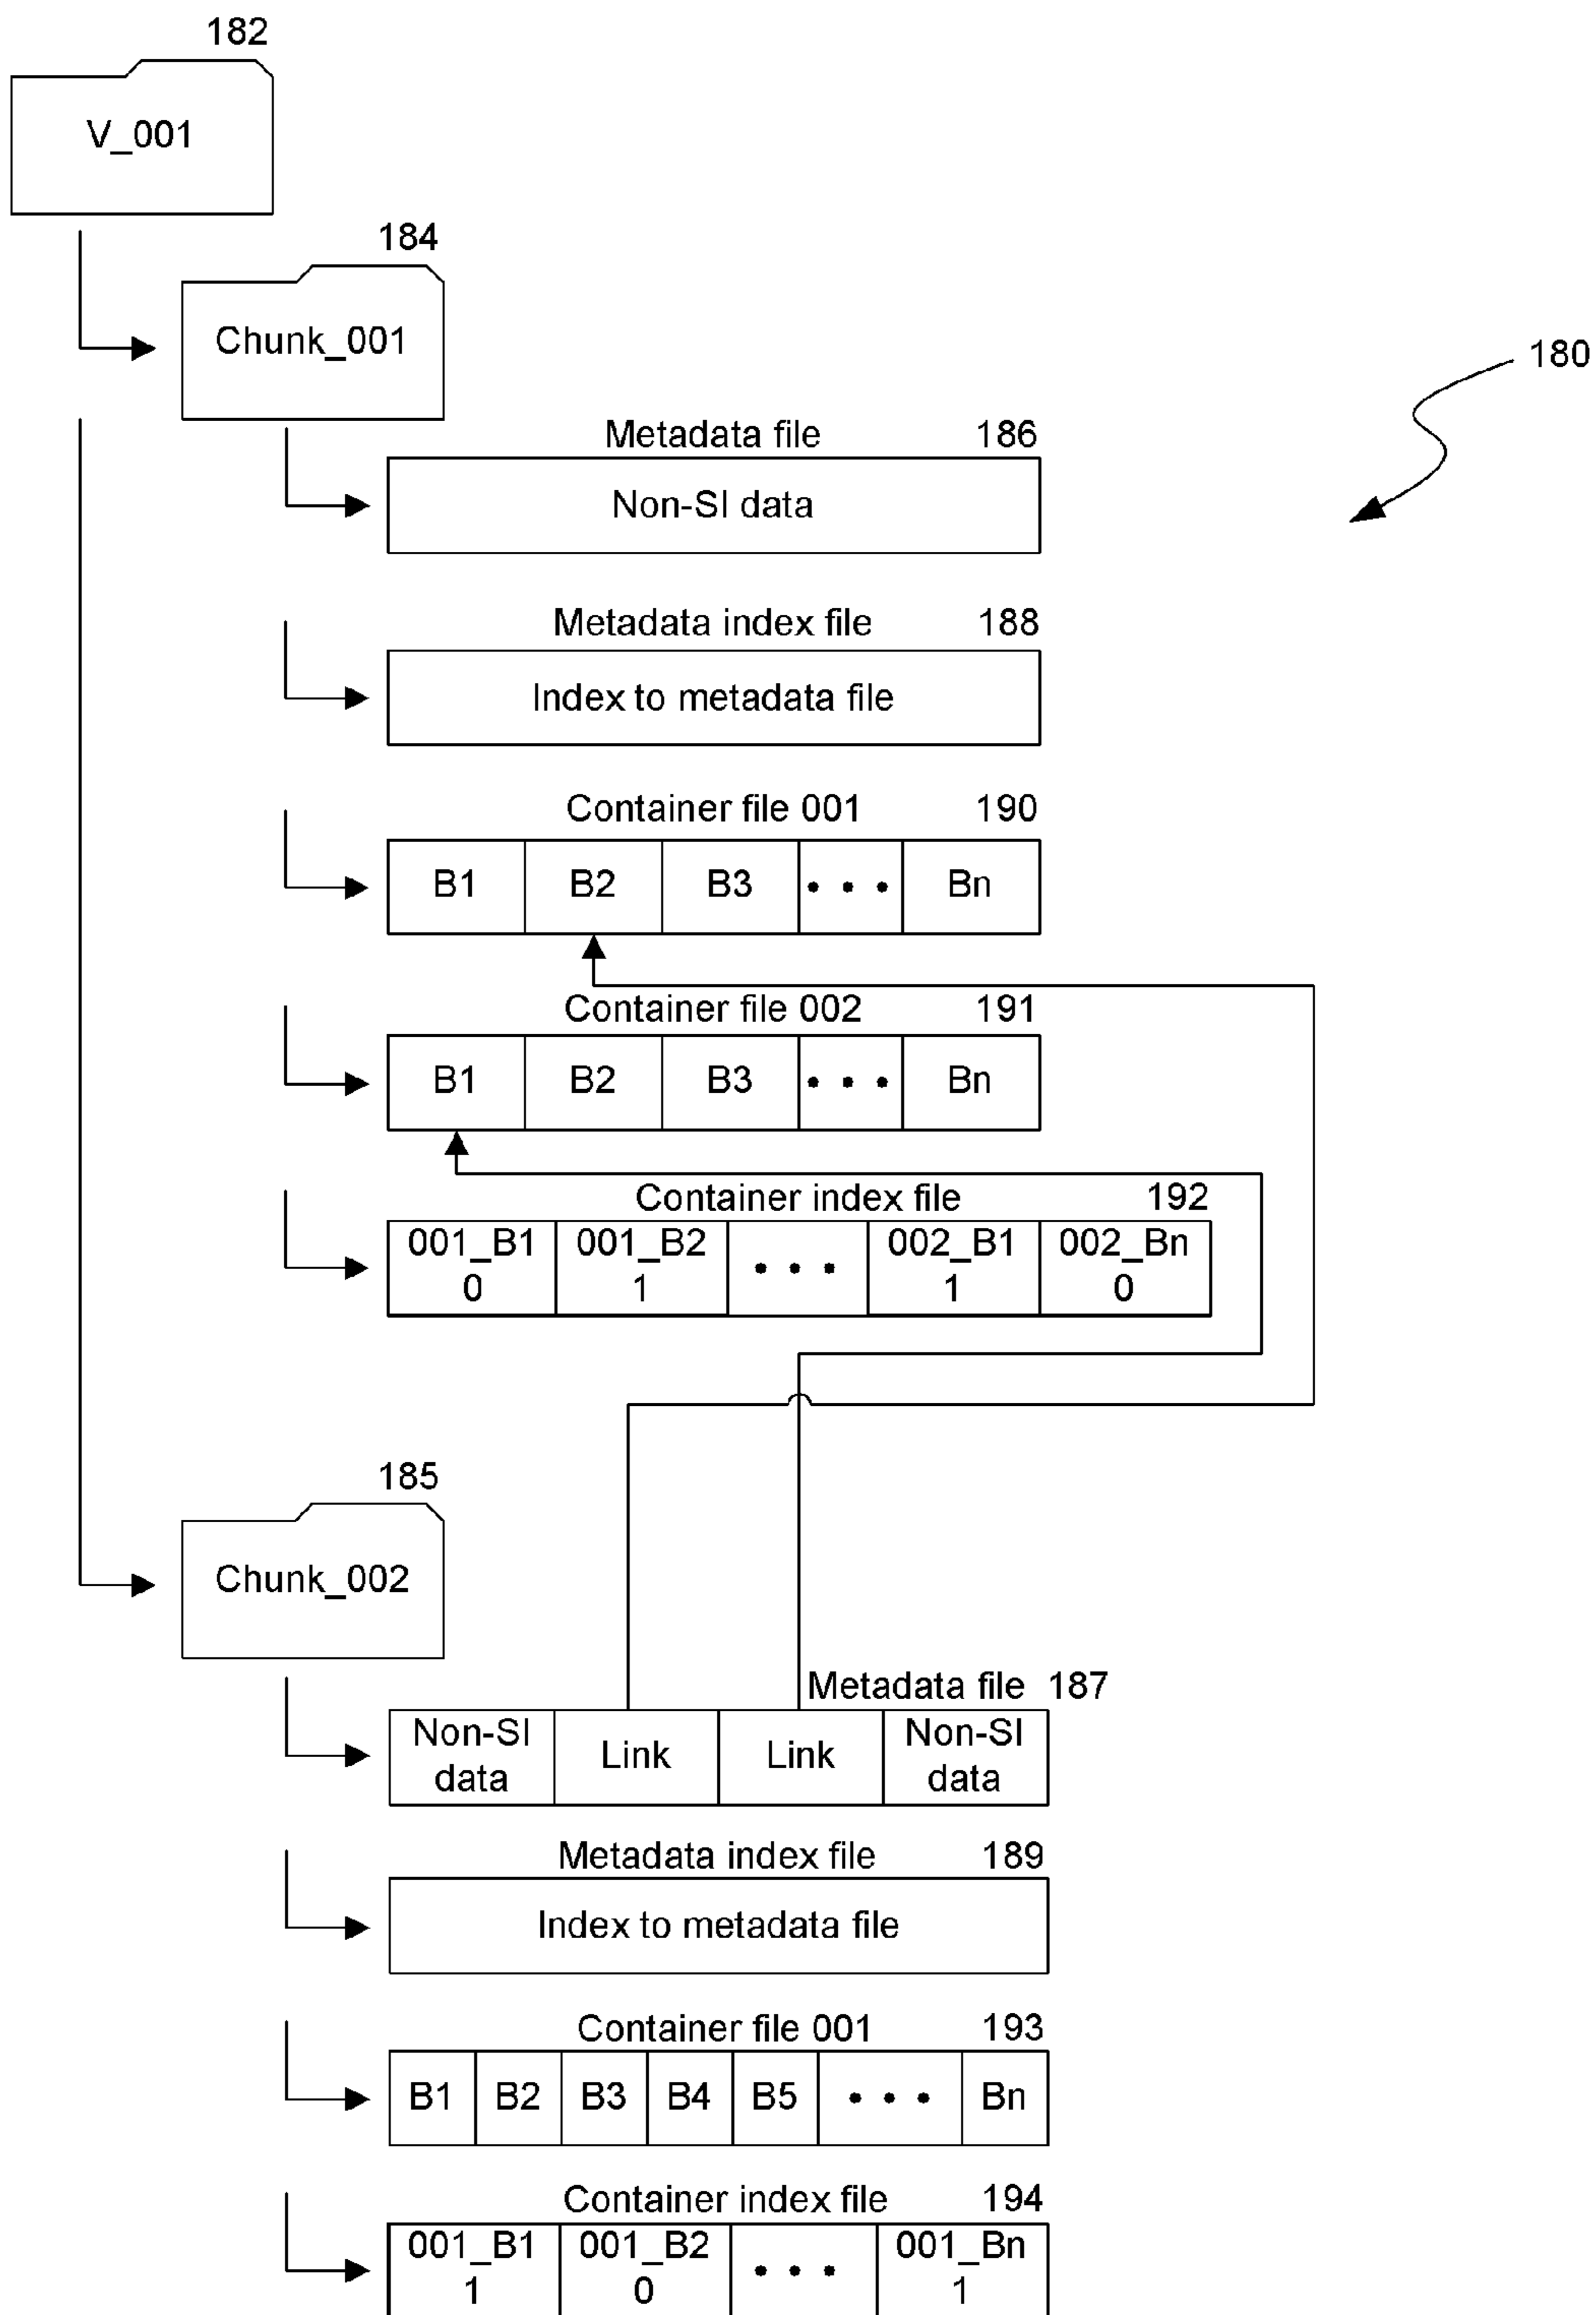 182
V_001
184
Chunk_001
180
Metadata file 186
Non-SI data
Metadata index file 188
Index to metadata file
Container file 001 190
B1 B2 B3 • • • Bn
Container file 002 191
B1 B2 B3 • • • Bn
Container index file 192
001_B1 001_B2 • • • 002_B1 002_Bn
0 1 1 0
185
Chunk_002
Metadata file 187
Non-SI Link Link Non-SI
data data
Metadata index file 189
Index to metadata file
Container file 001 193
B1 B2 B3 B4 B5 • • • Bn
Container index file 194
001_B1 001_B2 • • • 001_Bn
1 0 1